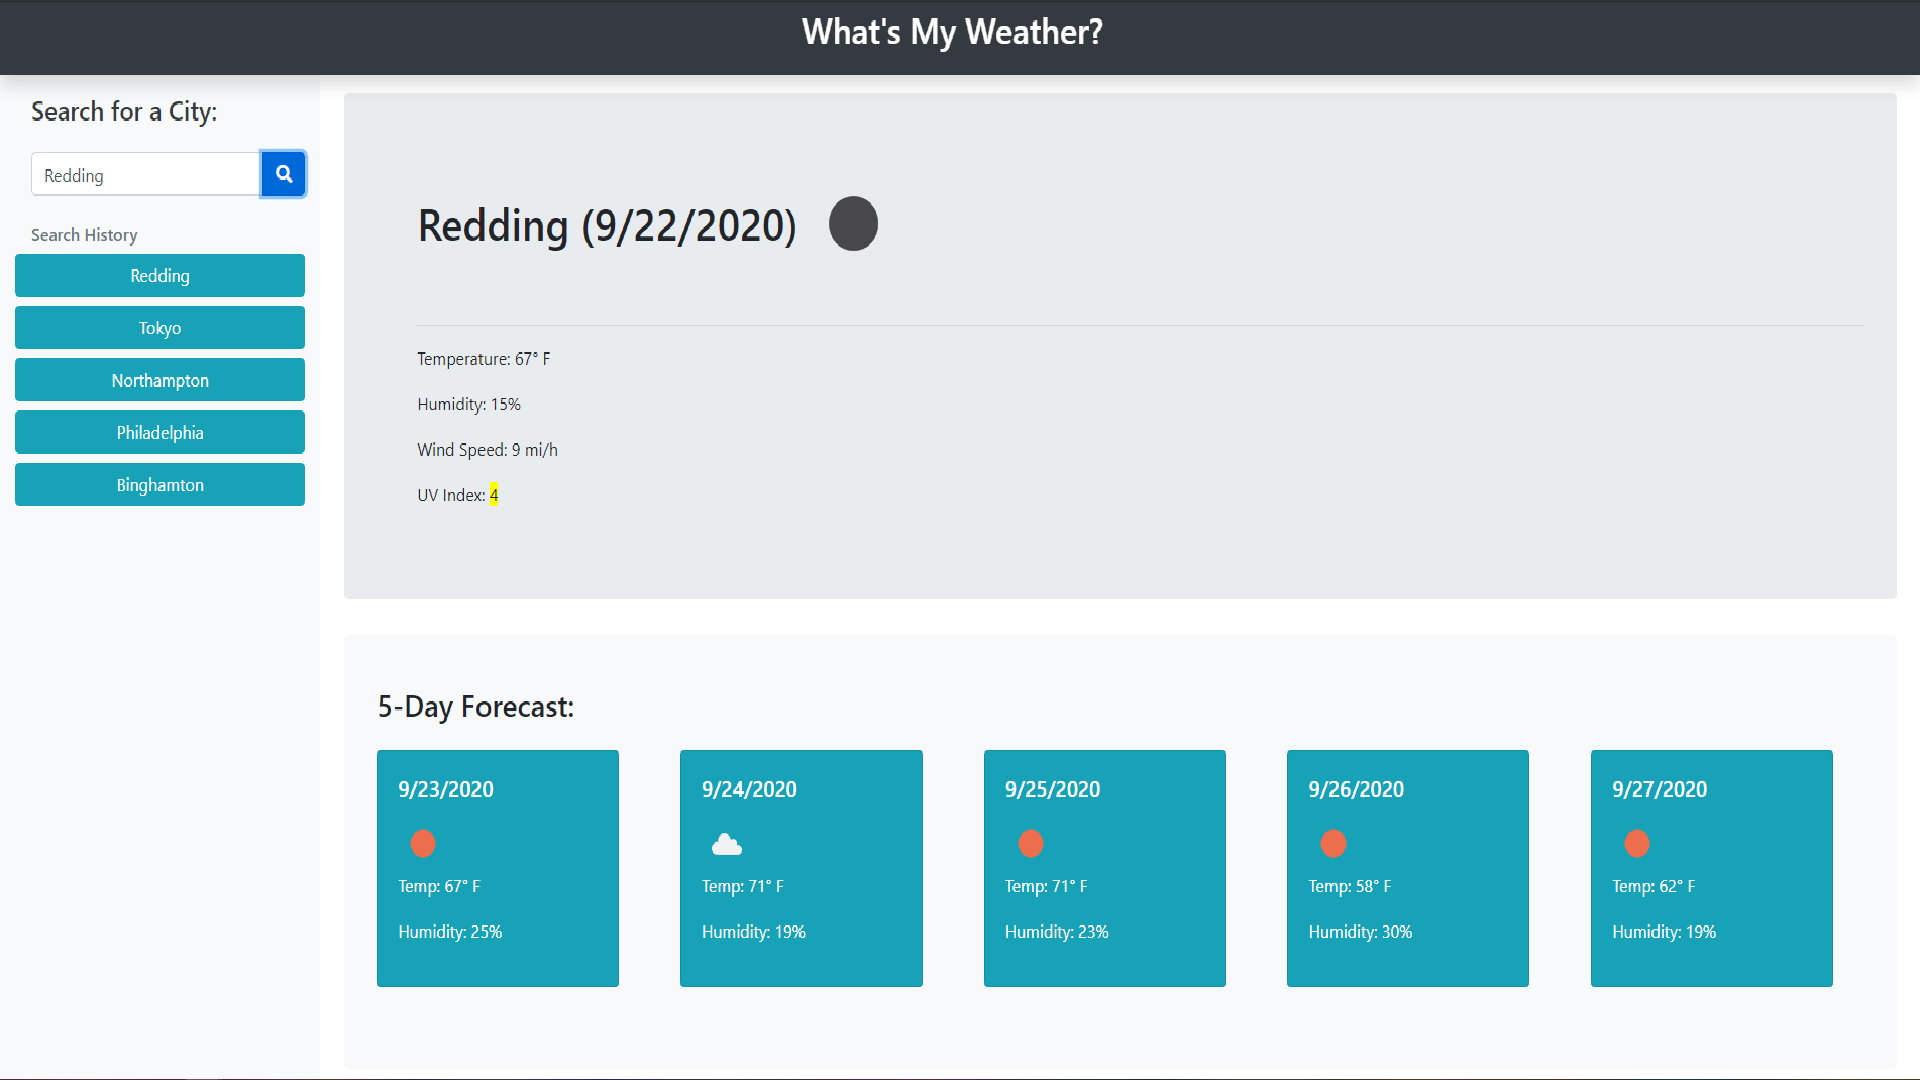 What's My Weather?
Search for a City:
Redding
Search History
Redding
Tokyo
Northampton
Philadelphia
Binghamton
Redding (9/22/2020)
Temperature: 67° F
Humidity: 15%
Wind Speed: 9 mi/h
UV Index: 4
5-Day Forecast:
9/23/2020
Temp: 67° F
Humidity: 25%
9/24/2020
Temp: 71° F
Humidity: 19%
9/25/2020
Temp: 71° F
Humidity: 23%
9/26/2020
Temp: 58° F
Humidity: 30%
9/27/2020
Temp: 62° F
Humidity: 19%